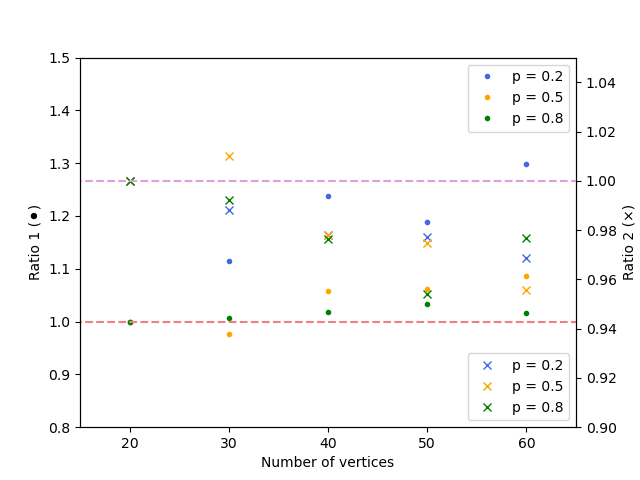 1.5
1.4
1.3
1.2
1.1
1.0
0.9
0.8
Ratio 1 (●)
20
30
40
50
60
Number of vertices
1.04
1.02
1.00
0.98
0.96
0.94
0.92
0.90
Ratio 2 (×)
p = 0.2
p = 0.5
p = 0.8
p = 0.2
p = 0.5
p = 0.8